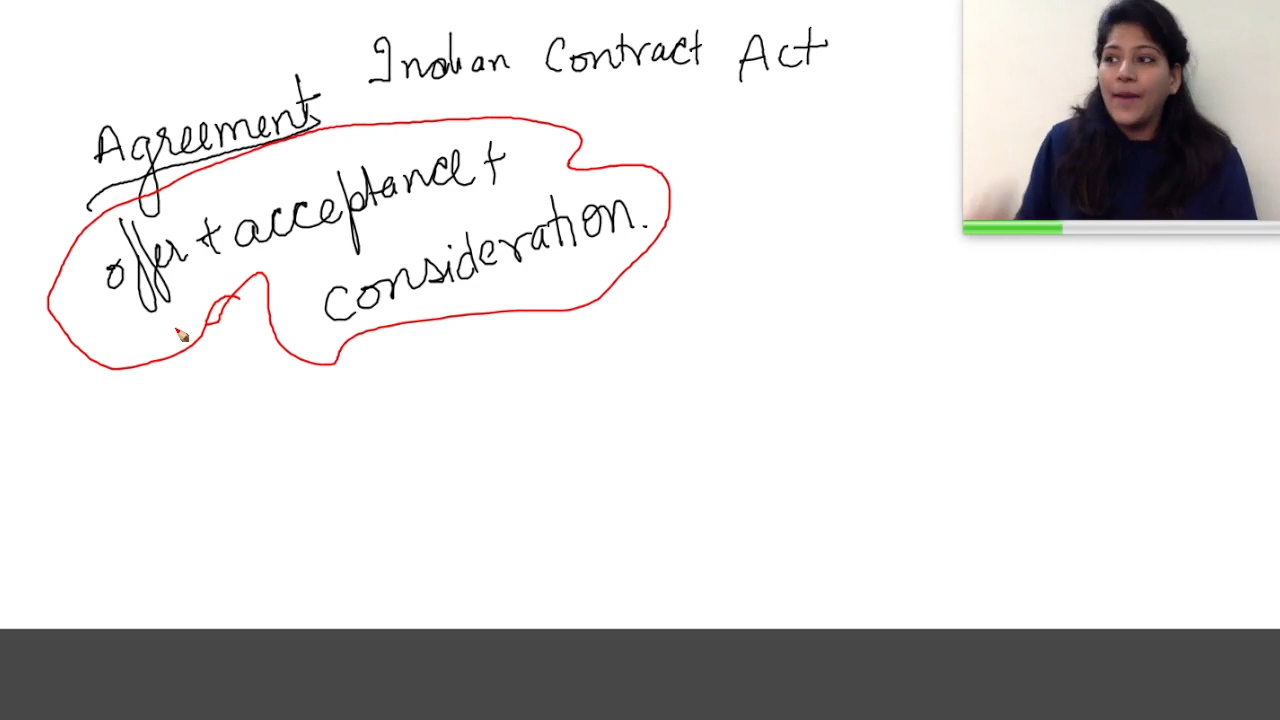 Indian Contract Act
Agreement
offer + acceptance +
consideration.